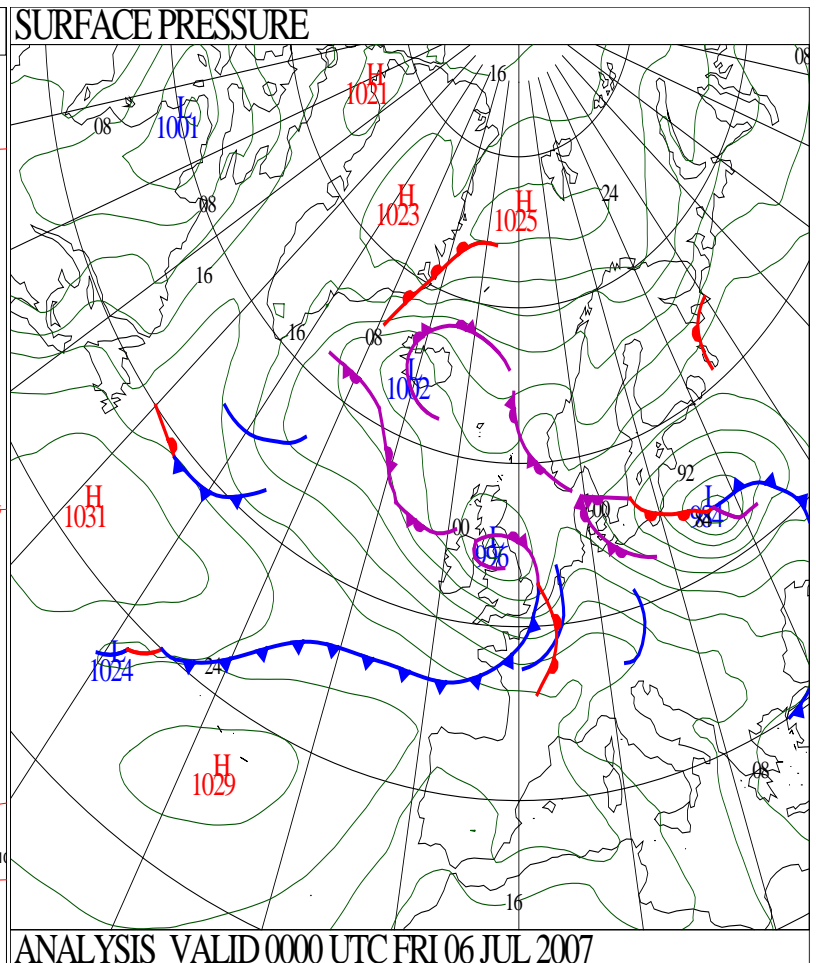 SURFACE PRESSURE
08
16
H
1021
L
1001
08
08
H
1023
24
H
1025
16
16
08
L
1002
H
1031
92
L
984
00
00
L
996
L
1024
24
H
1029
08
16
ANALYSIS VALID 0000 UTC FRI 06 JUL 2007